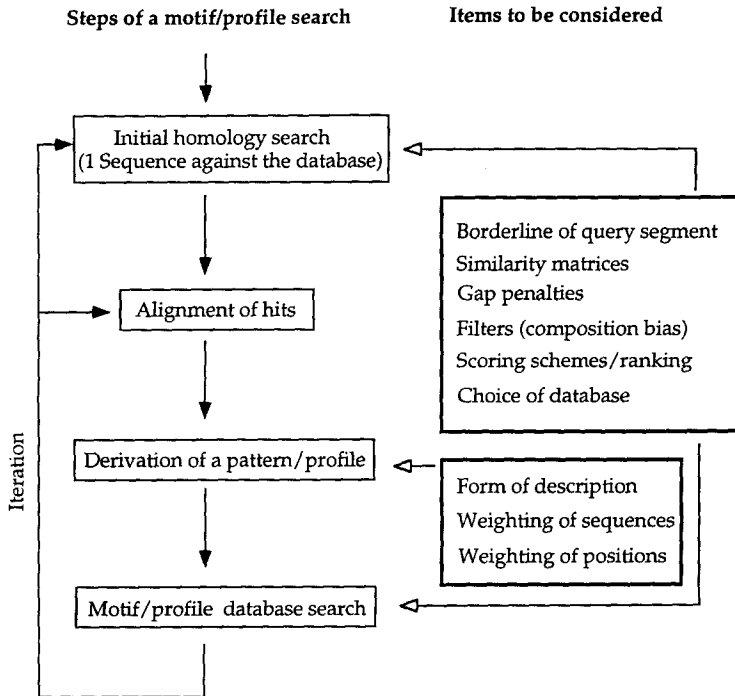 Steps of a motif/profile search
Items to be considered
Initial homology search
(1 Sequence against the database)
Borderline of query segment
Similarity matrices
Gap penalties
Filters (composition bias)
Scoring schemes/ranking
Choice of database
Alignment of hits
Derivation of a pattern/profile
Form of description
Weighting of sequences
Weighting of positions
Motif/profile database search
Iteration